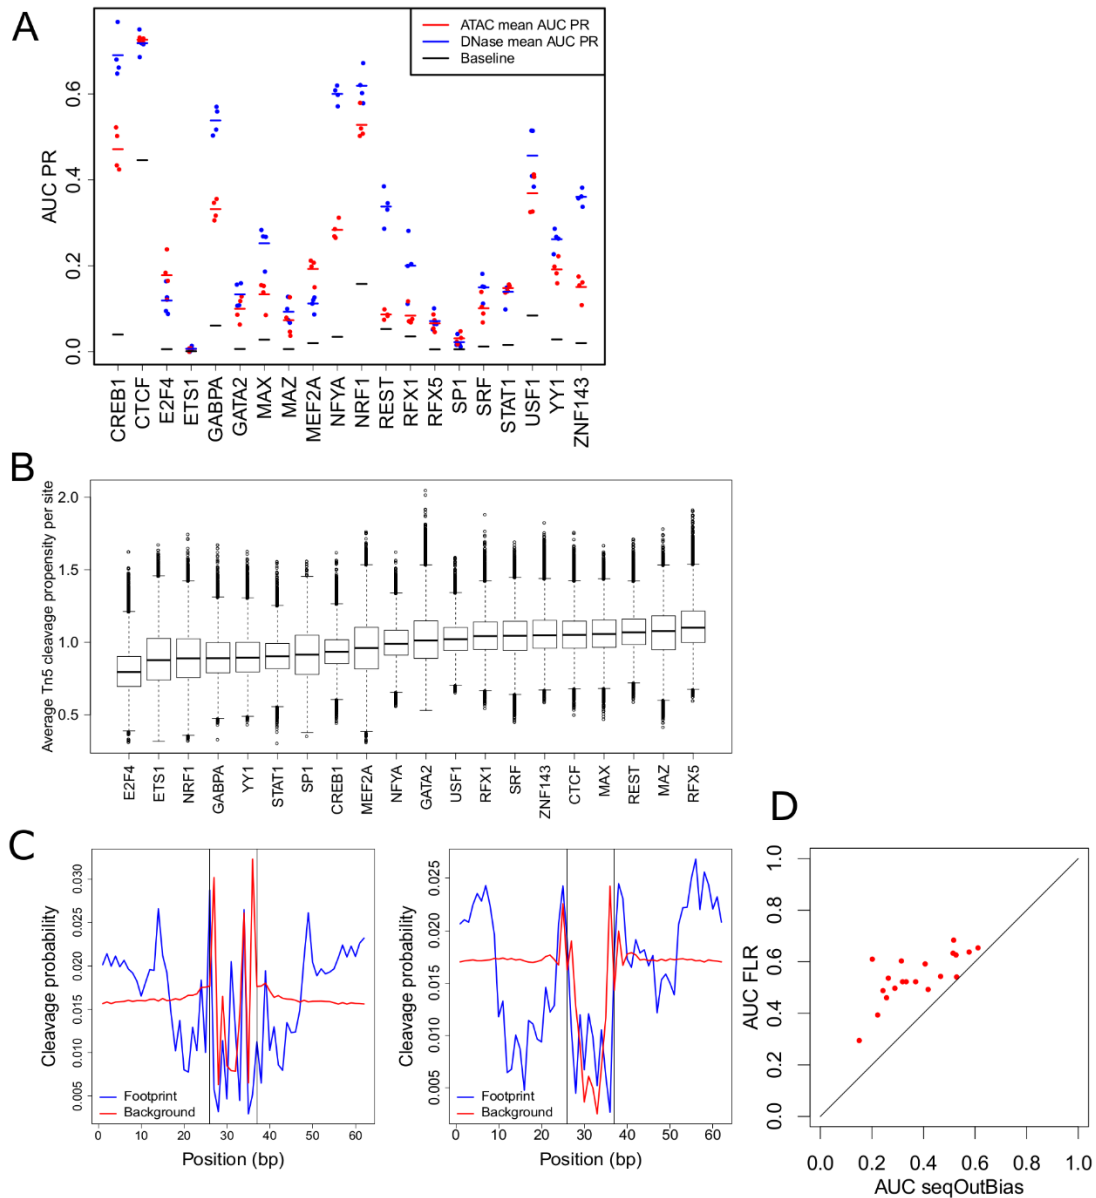 A
ATAC mean AUC PR
DNase mean AUC PR
Baseline
AUC PR
0.6
0.4
0.2
0.0
CREB1 CTCF E2F4 ETS1 GABPA GATA2 MAX MAZ MEF2A NFYA NRF1 REST RFX1 RFX5 SP1 SRF STAT1 USF1 YY1 ZNF143
B
Average Tn5 cleavage propensity per site
2.0
1.5
1.0
0.5
E2F4 ETS1 NRF1 GABPA YY1 STAT1 SP1 CREB1 MEF2A NFYA GATA2 USF1 RFX1 SRF ZNF143 CTCF MAX REST MAZ RFX5
C
Cleavage probability
0.030
0.025
0.020
0.015
0.010
0.005
Footprint
Background
0 10 20 30 40 50 60
Position (bp)
Cleavage probability
0.025
0.020
0.015
0.010
0.005
Footprint
Background
0 10 20 30 40 50 60
Position (bp)
D
AUC FLR
1.0
0.8
0.6
0.4
0.2
0.0
0.0 0.2 0.4 0.6 0.8 1.0
AUC seqOutBias